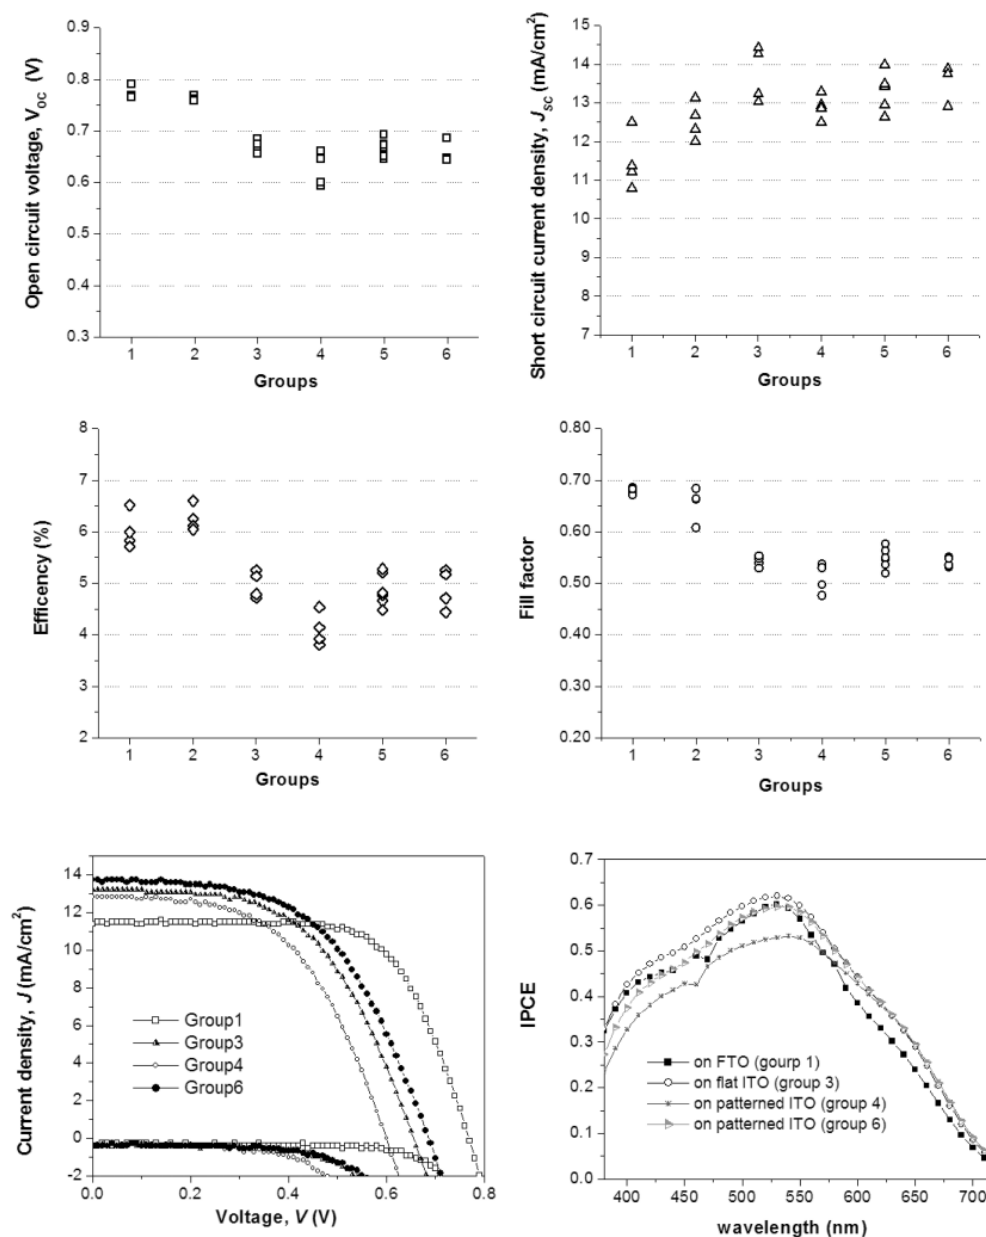 Open circuit voltage, Voc (V)
0.9
0.8
0.7
0.6
0.5
0.4
0.3
1 2 3 4 5 6
Groups
Short circuit current density, Jsc (mA/cm²)
15
14
13
12
11
10
9
8
7
1 2 3 4 5 6
Groups
Efficency (%)
8
7
6
5
4
3
2
1 2 3 4 5 6
Groups
Fill factor
0.80
0.70
0.60
0.50
0.40
0.30
0.20
1 2 3 4 5 6
Groups
Current density, J (mA/cm²)
14
12
10
8
6
4
2
0
-2
Group1
Group3
Group4
Group6
0.0 0.2 0.4 0.6 0.8
Voltage, V (V)
IPCE
0.7
0.6
0.5
0.4
0.3
0.2
0.1
0.0
on FTO (gourp 1)
on flat ITO (group 3)
on patterned ITO (group 4)
on patterned ITO (group 6)
400 450 500 550 600 650 700
wavelength (nm)